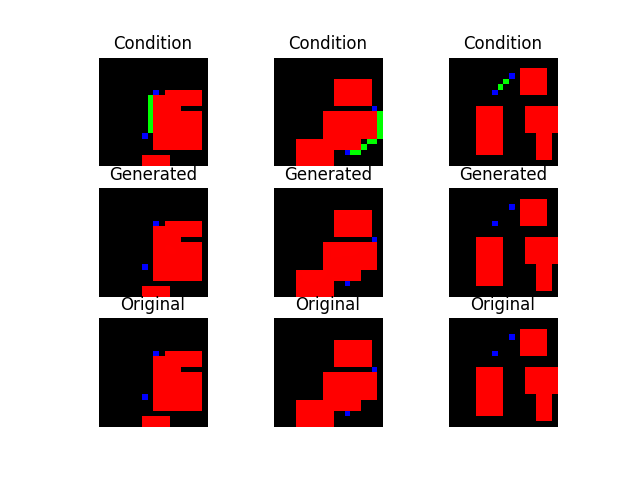 Condition Condition Condition
Generated Generated Generated
Original Original Original